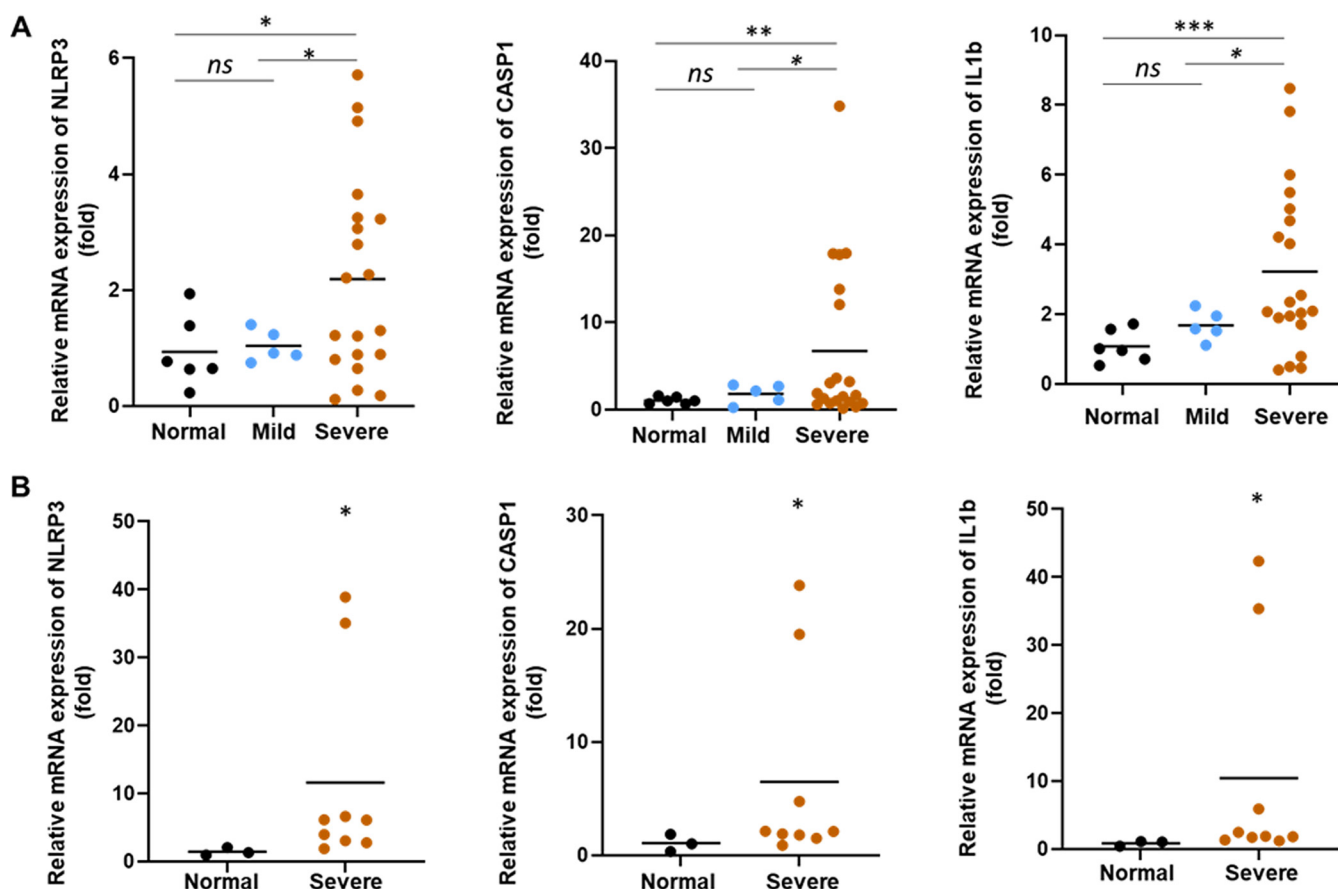 A
Relative mRNA expression of NLRP3
(fold)
6
4
2
0
*
*
ns
Normal Mild Severe
Relative mRNA expression of CASP1
(fold)
40
30
20
10
0
**
*
ns
Normal Mild Severe
Relative mRNA expression of IL1b
(fold)
10
8
6
4
2
0
***
*
ns
Normal Mild Severe
B
Relative mRNA expression of NLRP3
(fold)
50
40
30
20
10
0
*
Normal Severe
Relative mRNA expression of CASP1
(fold)
30
20
10
0
*
Normal Severe
Relative mRNA expression of IL1b
(fold)
50
40
30
20
10
0
*
Normal Severe